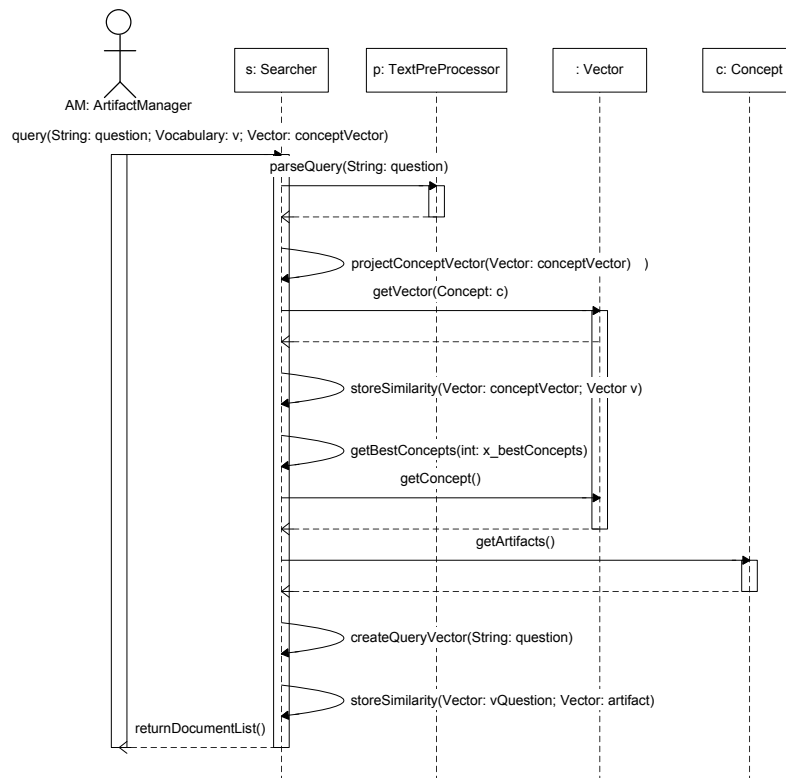 s: Searcher
p: TextPreProcessor
: Vector
c: Concept
AM: ArtifactManager
query(String: question; Vocabulary: v; Vector: conceptVector)
parseQuery(String: question)
projectConceptVector(Vector: conceptVector) )
getVector(Concept: c)
storeSimilarity(Vector: conceptVector; Vector v)
getBestConcepts(int: x_bestConcepts)
getConcept()
getArtifacts()
createQueryVector(String: question)
storeSimilarity(Vector: vQuestion; Vector: artifact)
returnDocumentList()